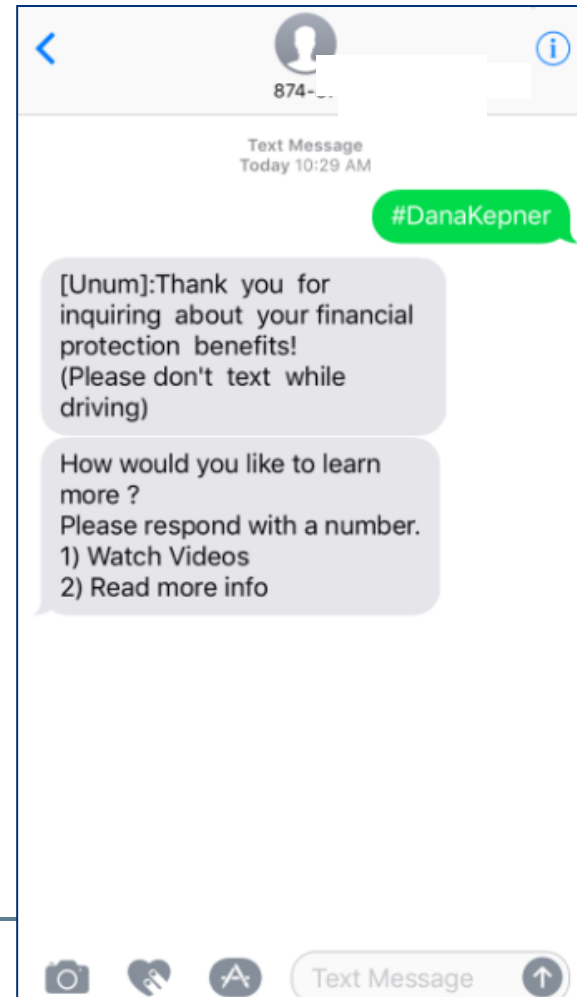 874-
Text Message
Today 10:29 AM
#DanaKepner
[Unum]:Thank you for
inquiring about your financial
protection benefits!
(Please don't text while
driving)
How would you like to learn
more ?
Please respond with a number.
1) Watch Videos
2) Read more info
Text Message